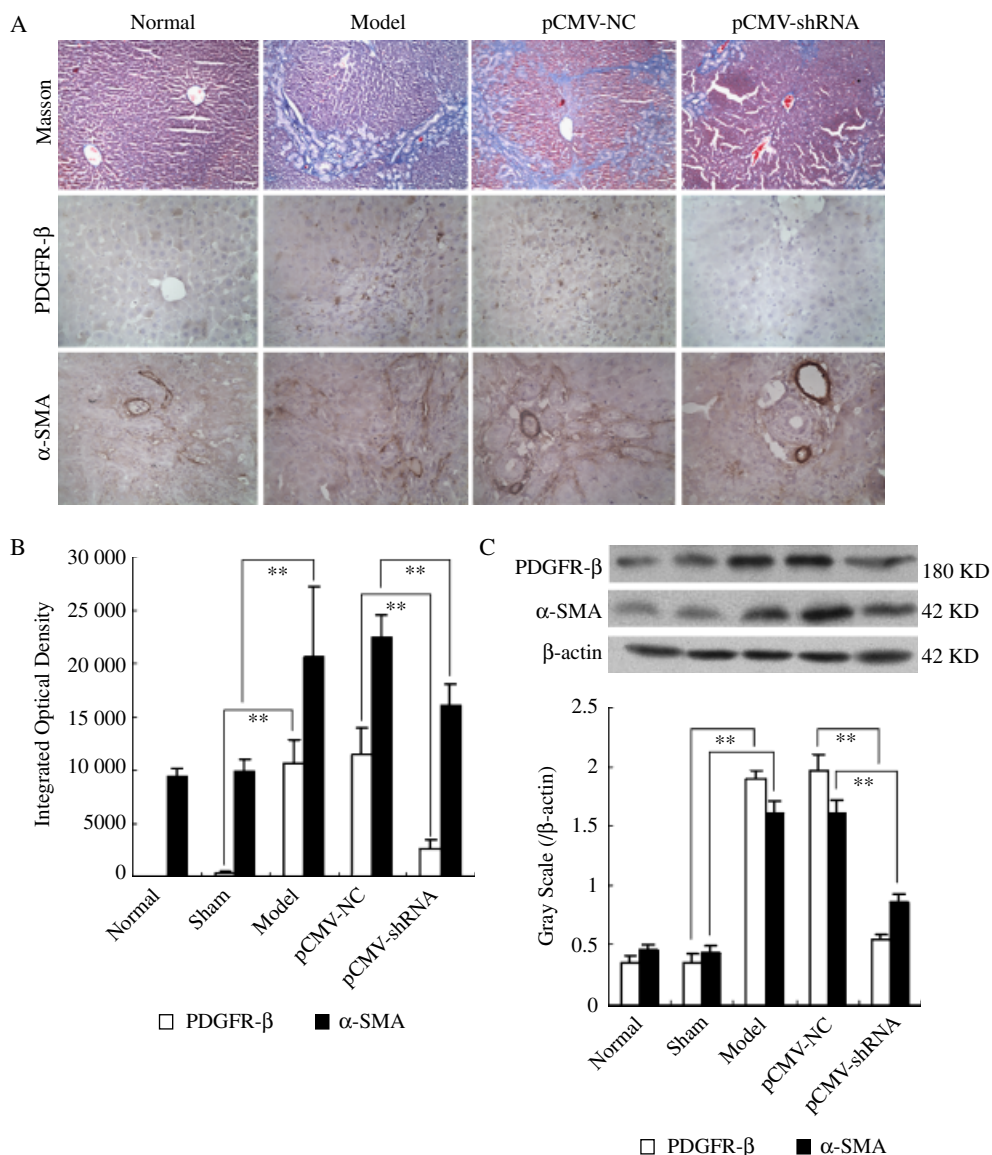 A
Normal
Model
pCMV-NC
pCMV-shRNA
Masson
PDGFR-β
α-SMA
B
30 000
25 000
20 000
15 000
10 000
5000
0
Integrated Optical Density
**
**
**
**
Normal
Sham
Model
pCMV-NC
pCMV-shRNA
PDGFR-β
α-SMA
C
PDGFR-β
180 KD
α-SMA
42 KD
β-actin
42 KD
2.5
2
1.5
1
0.5
0
Gray Scale (/β-actin)
**
**
**
Normal
Sham
Model
pCMV-NC
pCMV-shRNA
PDGFR-β
α-SMA